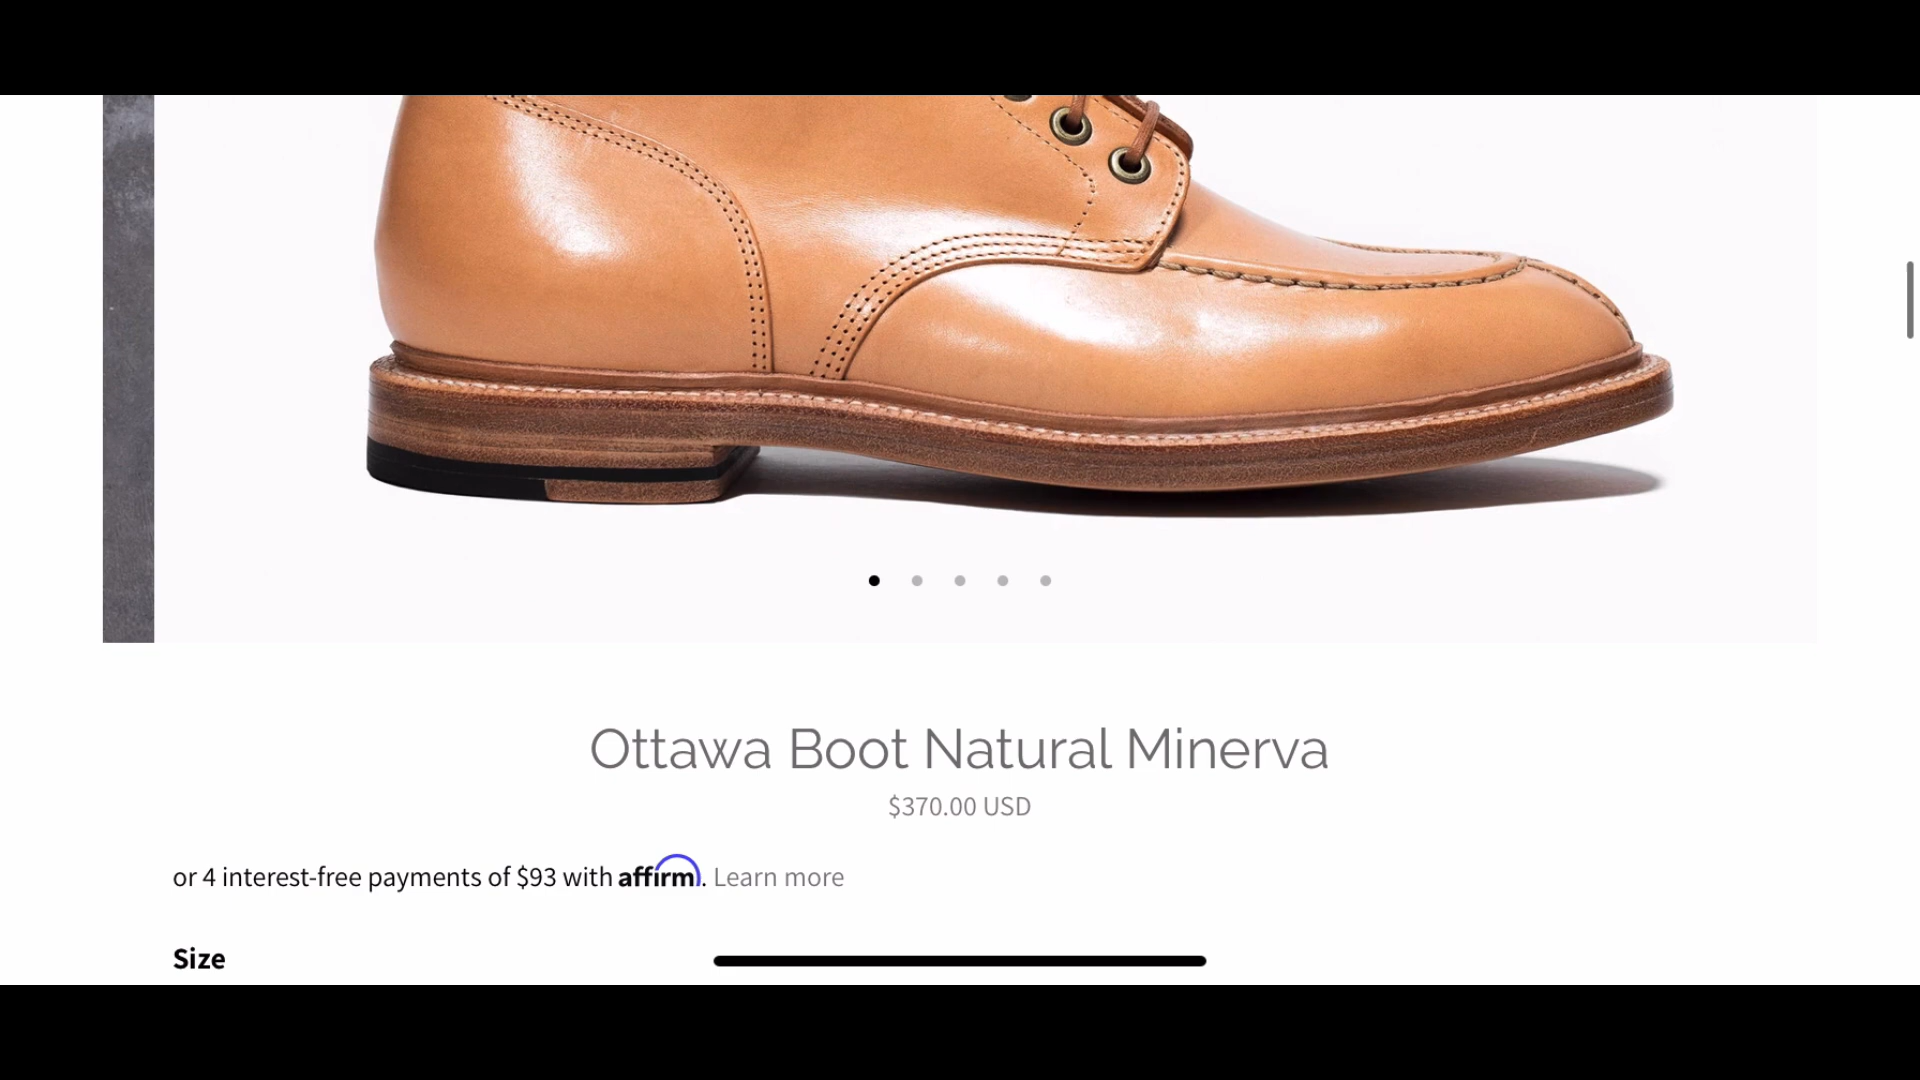 Ottawa Boot Natural Minerva
$370.00 USD
or 4 interest-free payments of $93 with affirm. Learn more
Size